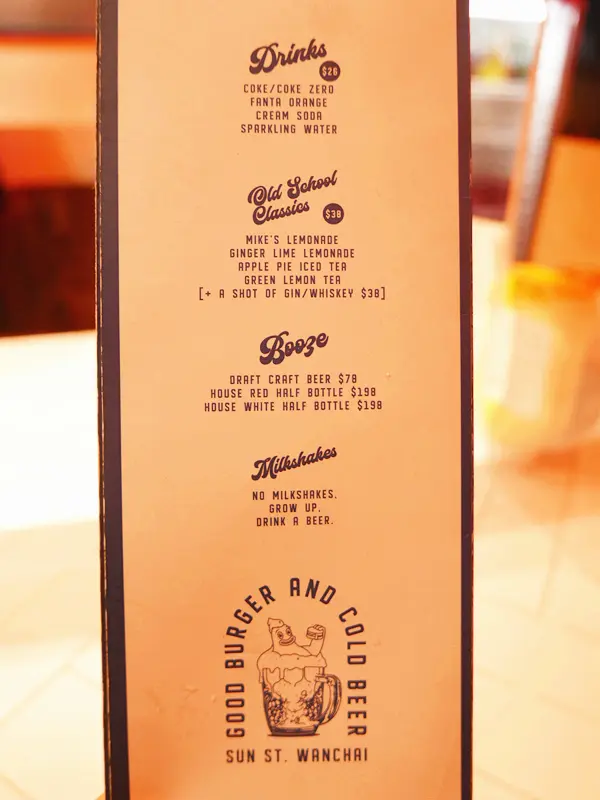 Drinks
$26
COKE/COKE ZERO
FANTA ORANGE
CREAM SODA
SPARKLING WATER
Old School
Classics $38
MIKE'S LEMONADE
GINGER LIME LEMONADE
APPLE PIE ICED TEA
GREEN LEMON TEA
[+ A SHOT OF GIN/WHISKEY $38]
Booze
DRAFT CRAFT BEER $78
HOUSE RED HALF BOTTLE $198
HOUSE WHITE HALF BOTTLE $198
Milkshakes
NO MILKSHAKES.
GROW UP.
DRINK A BEER.
GOOD BURGER AND COLD BEER
SUN ST. WANCHAI